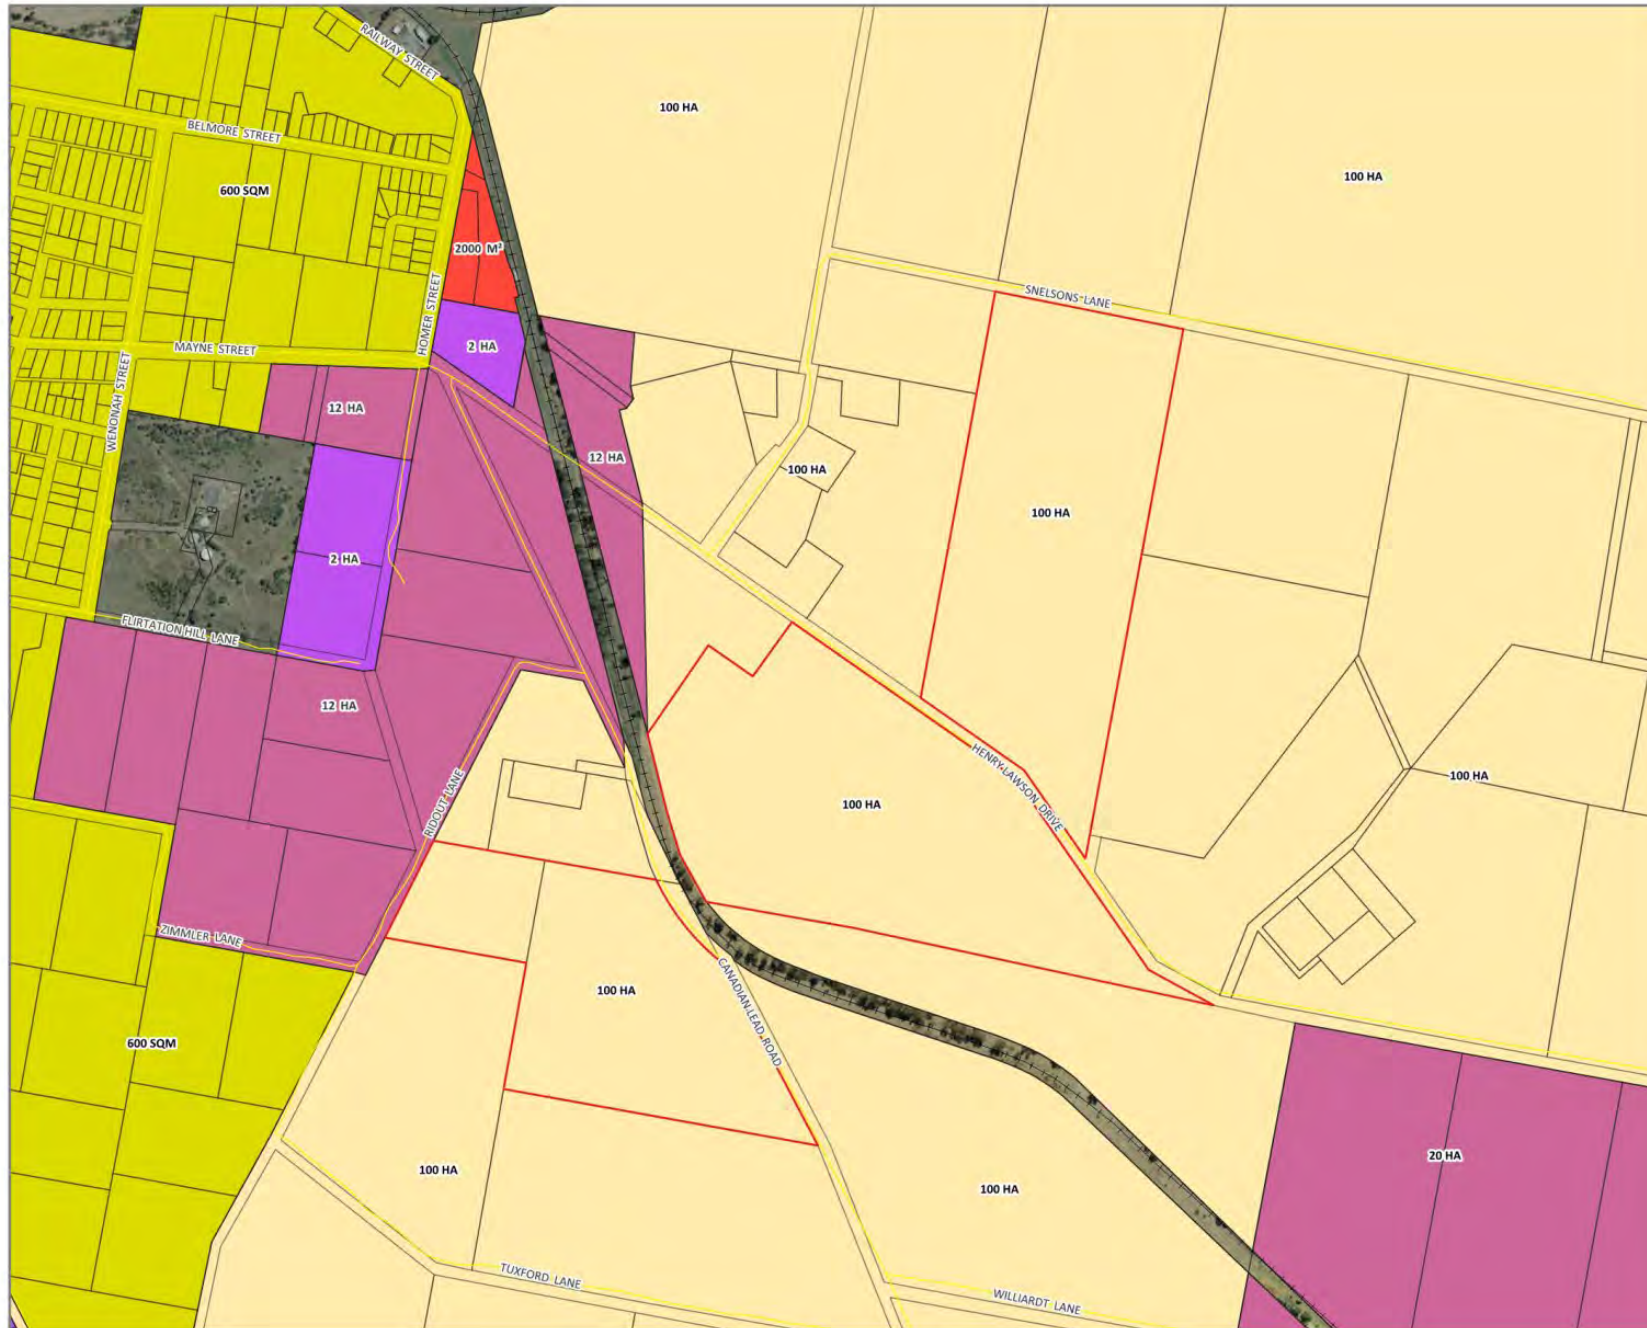 RAILWAY STREET
100 HA
BELMORE STREET
100 HA
600 SQM
2000 M²
SNELSONS LANE
HOMER STREET
2 HA
MAYNE STREET
WENONAH STREET
12 HA
12 HA
100 HA
100 HA
2 HA
FLIRTATION HILL LANE
12 HA
HENRY LAWSON DRIVE
100 HA
RIDOUT LANE
100 HA
ZIMMLER LANE
100 HA
CANADIAN LEAD ROAD
600 SQM
20 HA
100 HA
100 HA
TUXFORD LANE
WILLIARDT LANE